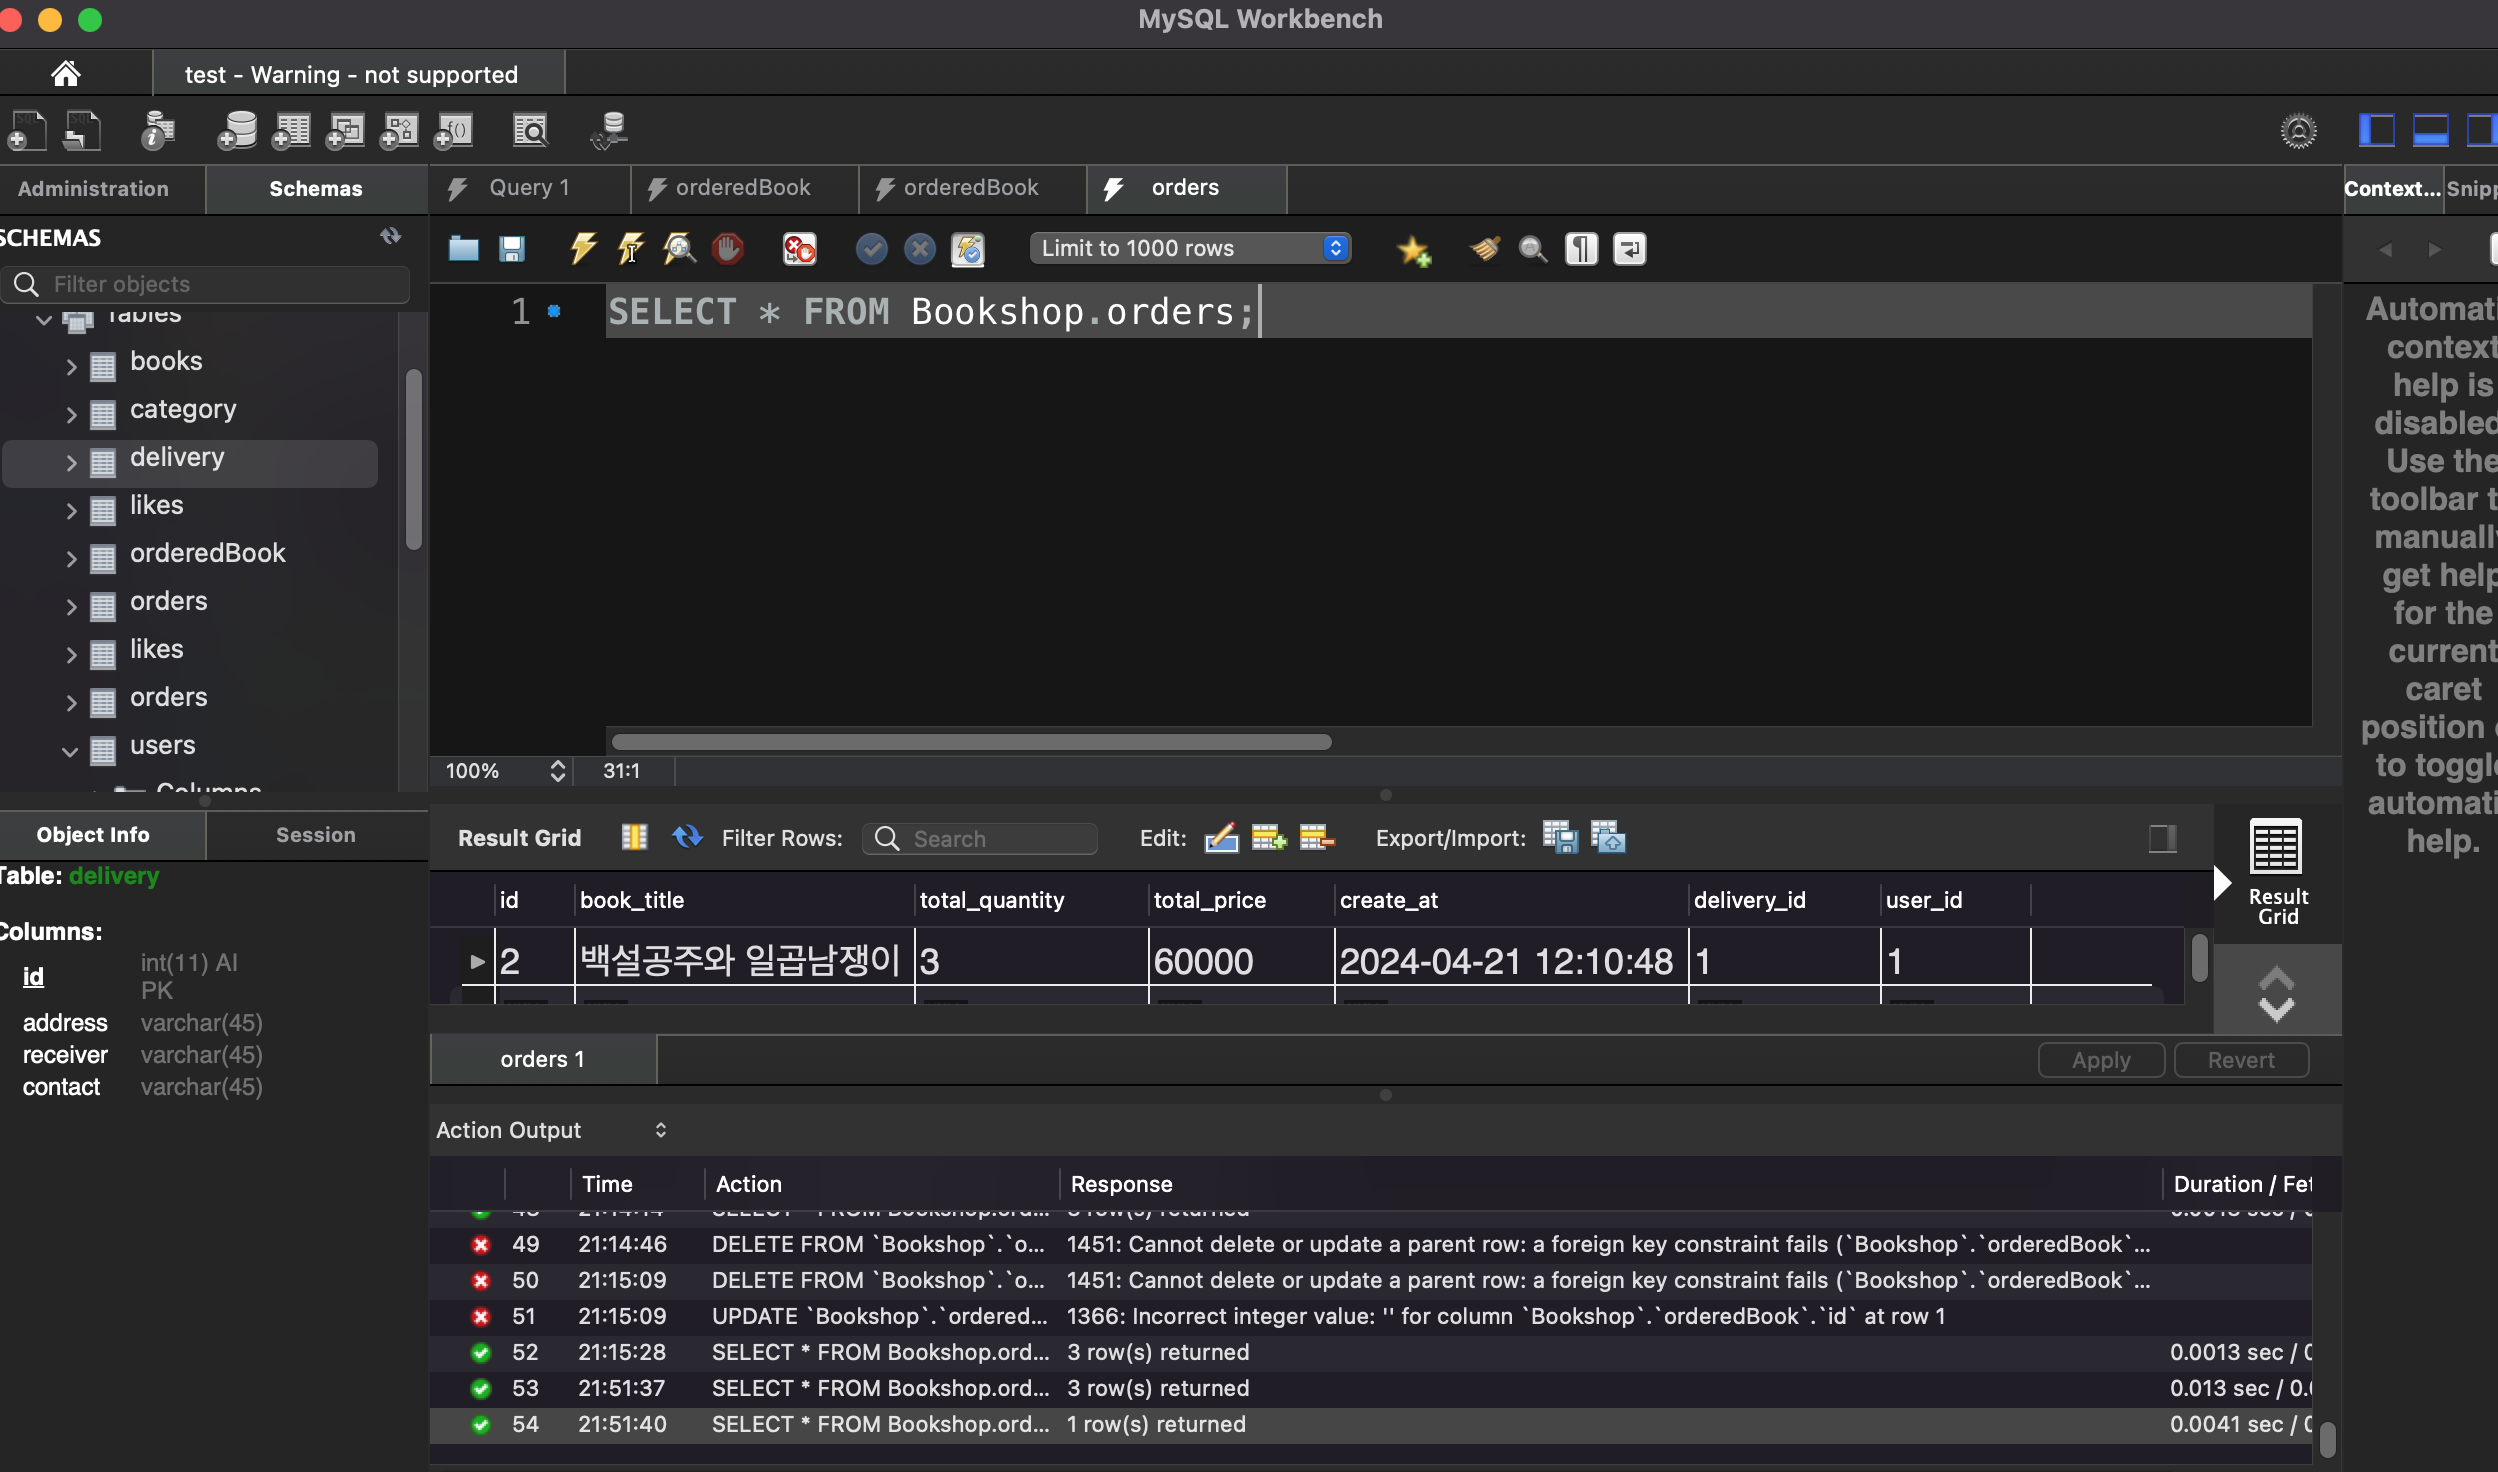 MySQL Workbench
test - Warning - not supported
Administration Schemas
Query 1 orderedBook orderedBook orders
Context... Snipp
SCHEMAS
Filter objects
Limit to 1000 rows
1 SELECT * FROM Bookshop.orders;
Tables
books
category
delivery
likes
orderedBook
orders
likes
orders
users
Columns
Automati
context
help is
disabled
Use the
toolbar t
manually
get help
for the
current
caret
position
to toggle
automati
help.
100% 31:1
Object Info Session
Table: delivery
Columns:
id int(11) AI
PK
address varchar(45)
receiver varchar(45)
contact varchar(45)
Result Grid Filter Rows: Search Edit: Export/Import:
id book_title total_quantity total_price create_at delivery_id user_id
2 백설공주와 일곱남쟁이 3 60000 2024-04-21 12:10:48 1 1
Result
Grid
orders 1 Apply Revert
Action Output
Time Action Response Duration / Fet
49 21:14:46 DELETE FROM `Bookshop`.`o... 1451: Cannot delete or update a parent row: a foreign key constraint fails (`Bookshop`.`orderedBook`...
50 21:15:09 DELETE FROM `Bookshop`.`o... 1451: Cannot delete or update a parent row: a foreign key constraint fails (`Bookshop`.`orderedBook`...
51 21:15:09 UPDATE `Bookshop`.`ordered... 1366: Incorrect integer value: '' for column `Bookshop`.`orderedBook`.`id` at row 1
52 21:15:28 SELECT * FROM Bookshop.ord... 3 row(s) returned 0.0013 sec / 0
53 21:51:37 SELECT * FROM Bookshop.ord... 3 row(s) returned 0.013 sec / 0.0
54 21:51:40 SELECT * FROM Bookshop.ord... 1 row(s) returned 0.0041 sec / 0